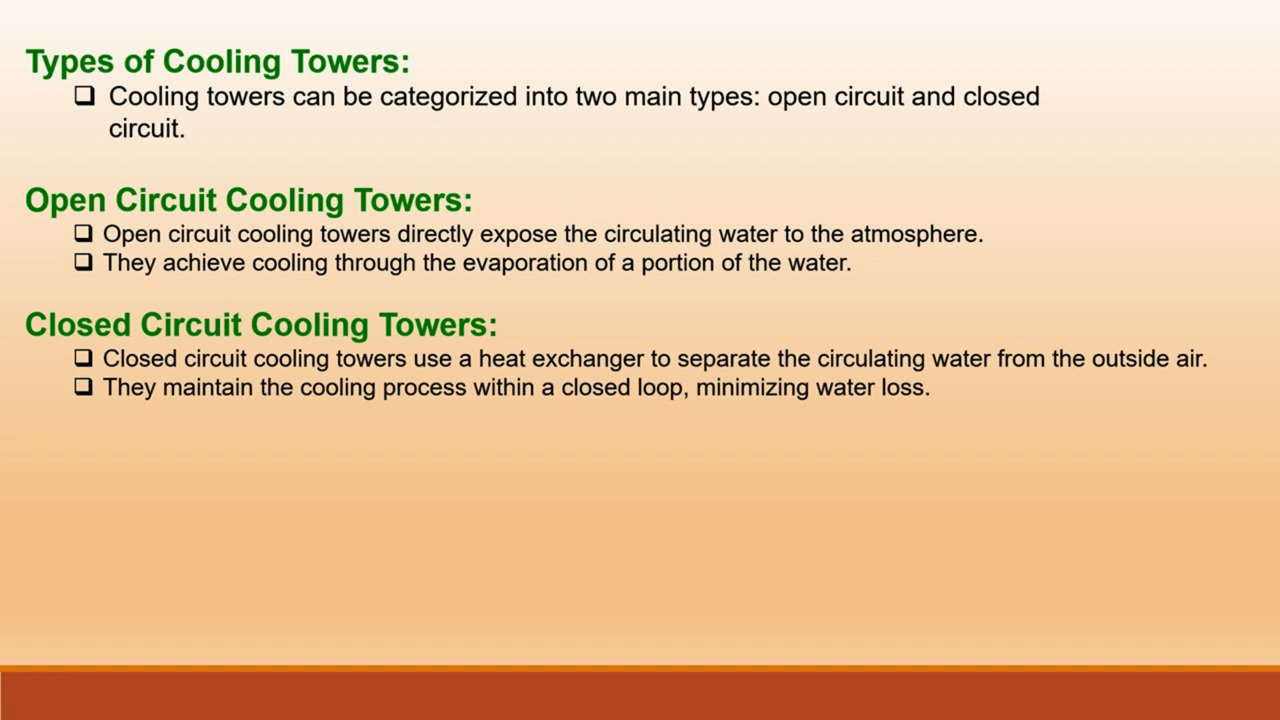 Types of Cooling Towers:
❑ Cooling towers can be categorized into two main types: open circuit and closed
circuit.
Open Circuit Cooling Towers:
❑ Open circuit cooling towers directly expose the circulating water to the atmosphere.
❑ They achieve cooling through the evaporation of a portion of the water.
Closed Circuit Cooling Towers:
❑ Closed circuit cooling towers use a heat exchanger to separate the circulating water from the outside air.
❑ They maintain the cooling process within a closed loop, minimizing water loss.